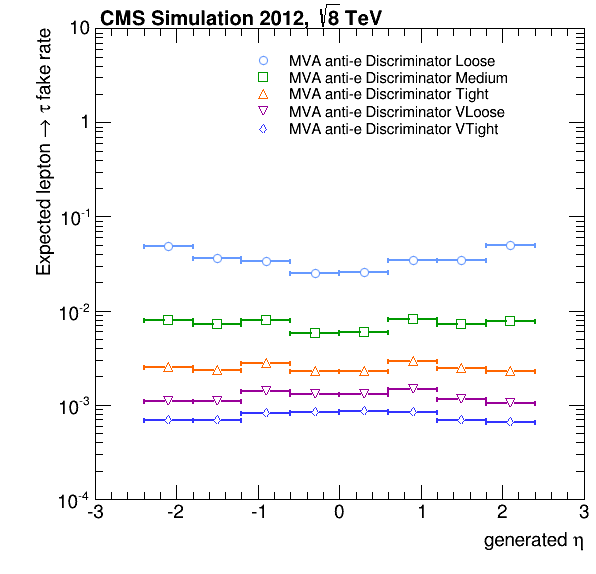 CMS Simulation 2012, √8 TeV
Expected lepton → τ fake rate
10
1
10⁻¹
10⁻²
10⁻³
10⁻⁴
MVA anti-e Discriminator Loose
MVA anti-e Discriminator Medium
MVA anti-e Discriminator Tight
MVA anti-e Discriminator VLoose
MVA anti-e Discriminator VTight
-3 -2 -1 0 1 2 3
generated η